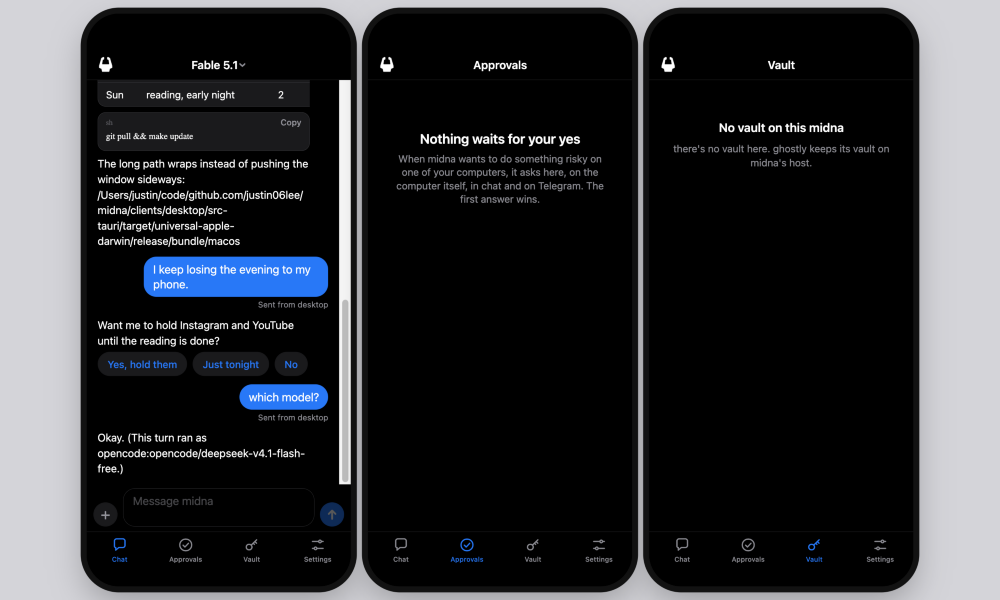 Fable 5.1
Sun reading, early night 2
sh
Copy
git pull && make update
The long path wraps instead of pushing the
window sideways:
/Users/justin/code/github.com/justin06lee/
midna/clients/desktop/src-
tauri/target/universal-apple-
darwin/release/bundle/macos
I keep losing the evening to my
phone.
Sent from desktop
Want me to hold Instagram and YouTube
until the reading is done?
Yes, hold them
Just tonight
No
which model?
Sent from desktop
Okay. (This turn ran as
opencode:opencode/deepseek-v4.1-flash-
free.)
Message midna
Chat
Approvals
Vault
Settings
Approvals
Nothing waits for your yes
When midna wants to do something risky on
one of your computers, it asks here, on the
computer itself, in chat and on Telegram. The
first answer wins.
Chat
Approvals
Vault
Settings
Vault
No vault on this midna
there's no vault here. ghostly keeps its vault on
midna's host.
Chat
Approvals
Vault
Settings